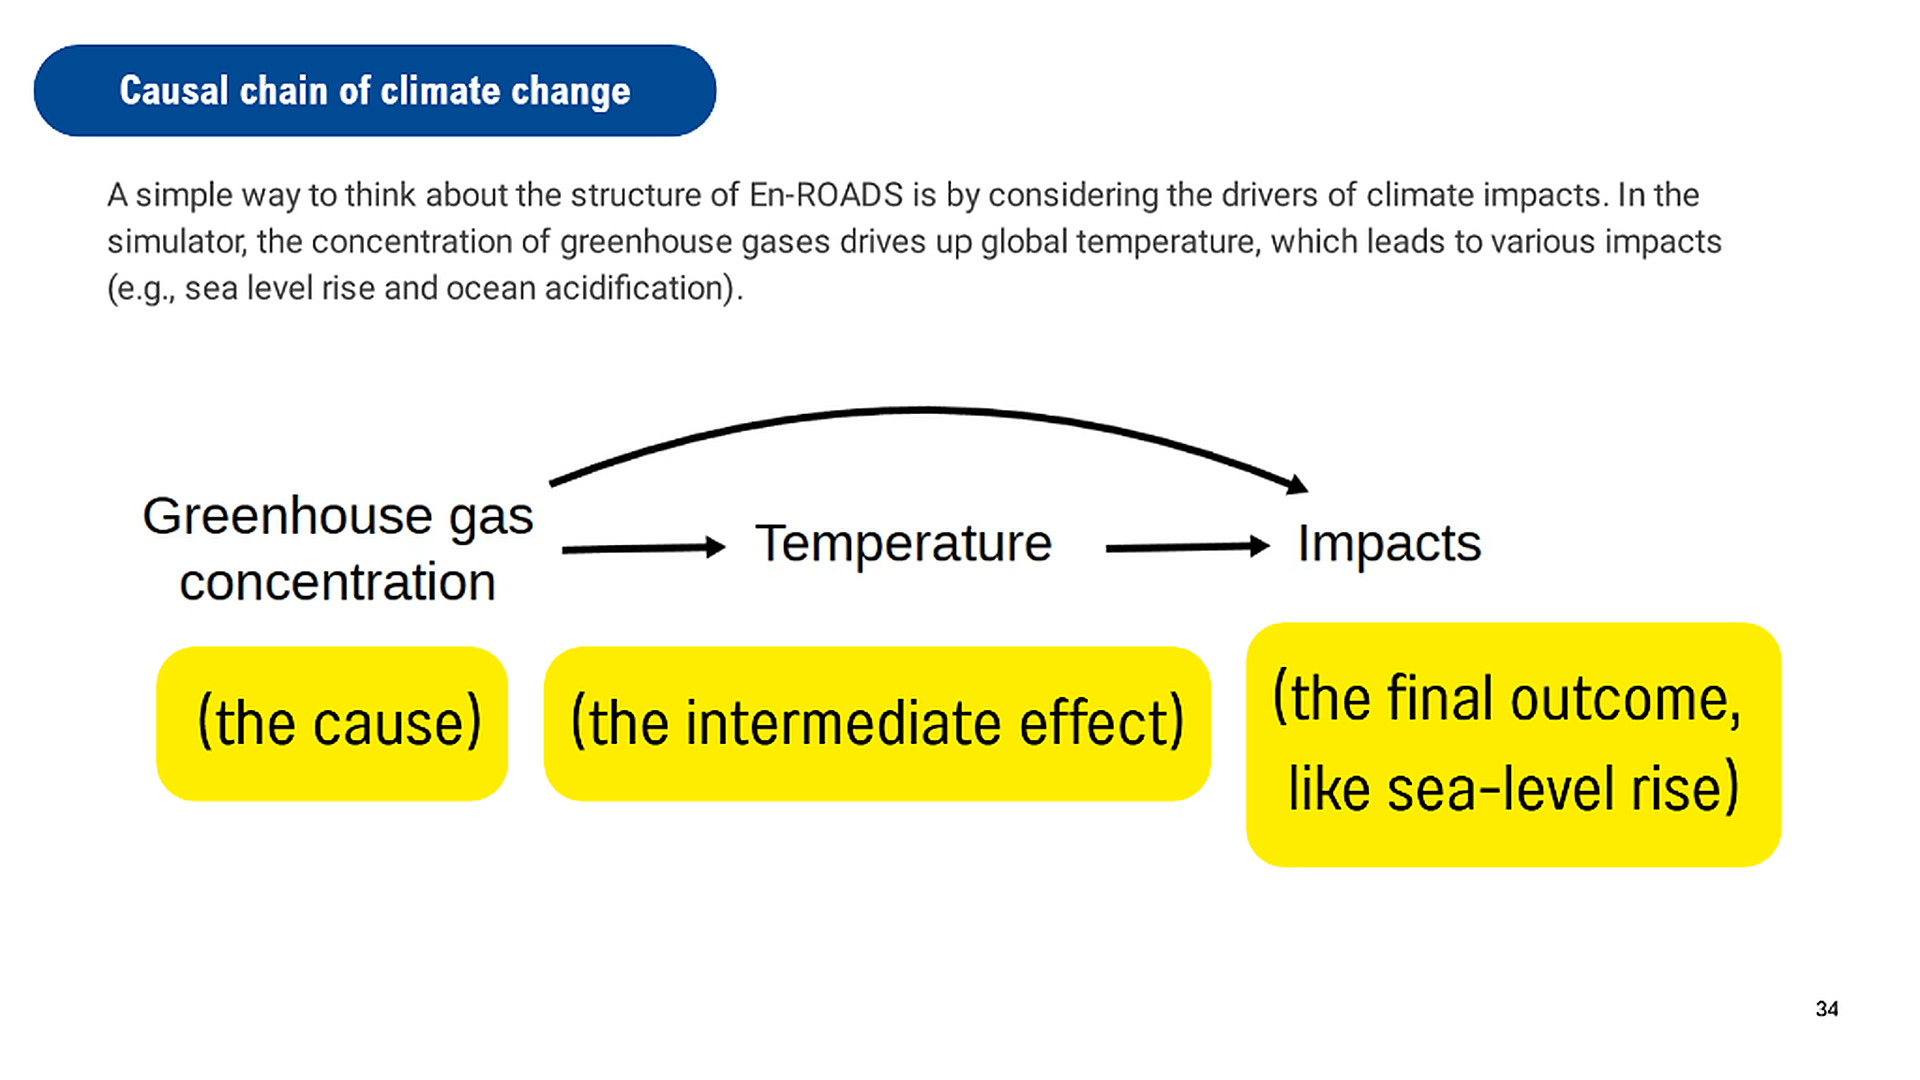 Causal chain of climate change
A simple way to think about the structure of En-ROADS is by considering the drivers of climate impacts. In the
simulator, the concentration of greenhouse gases drives up global temperature, which leads to various impacts
(e.g., sea level rise and ocean acidification).
Greenhouse gas
concentration
Temperature
Impacts
(the cause)
(the intermediate effect)
(the final outcome,
like sea-level rise)
34